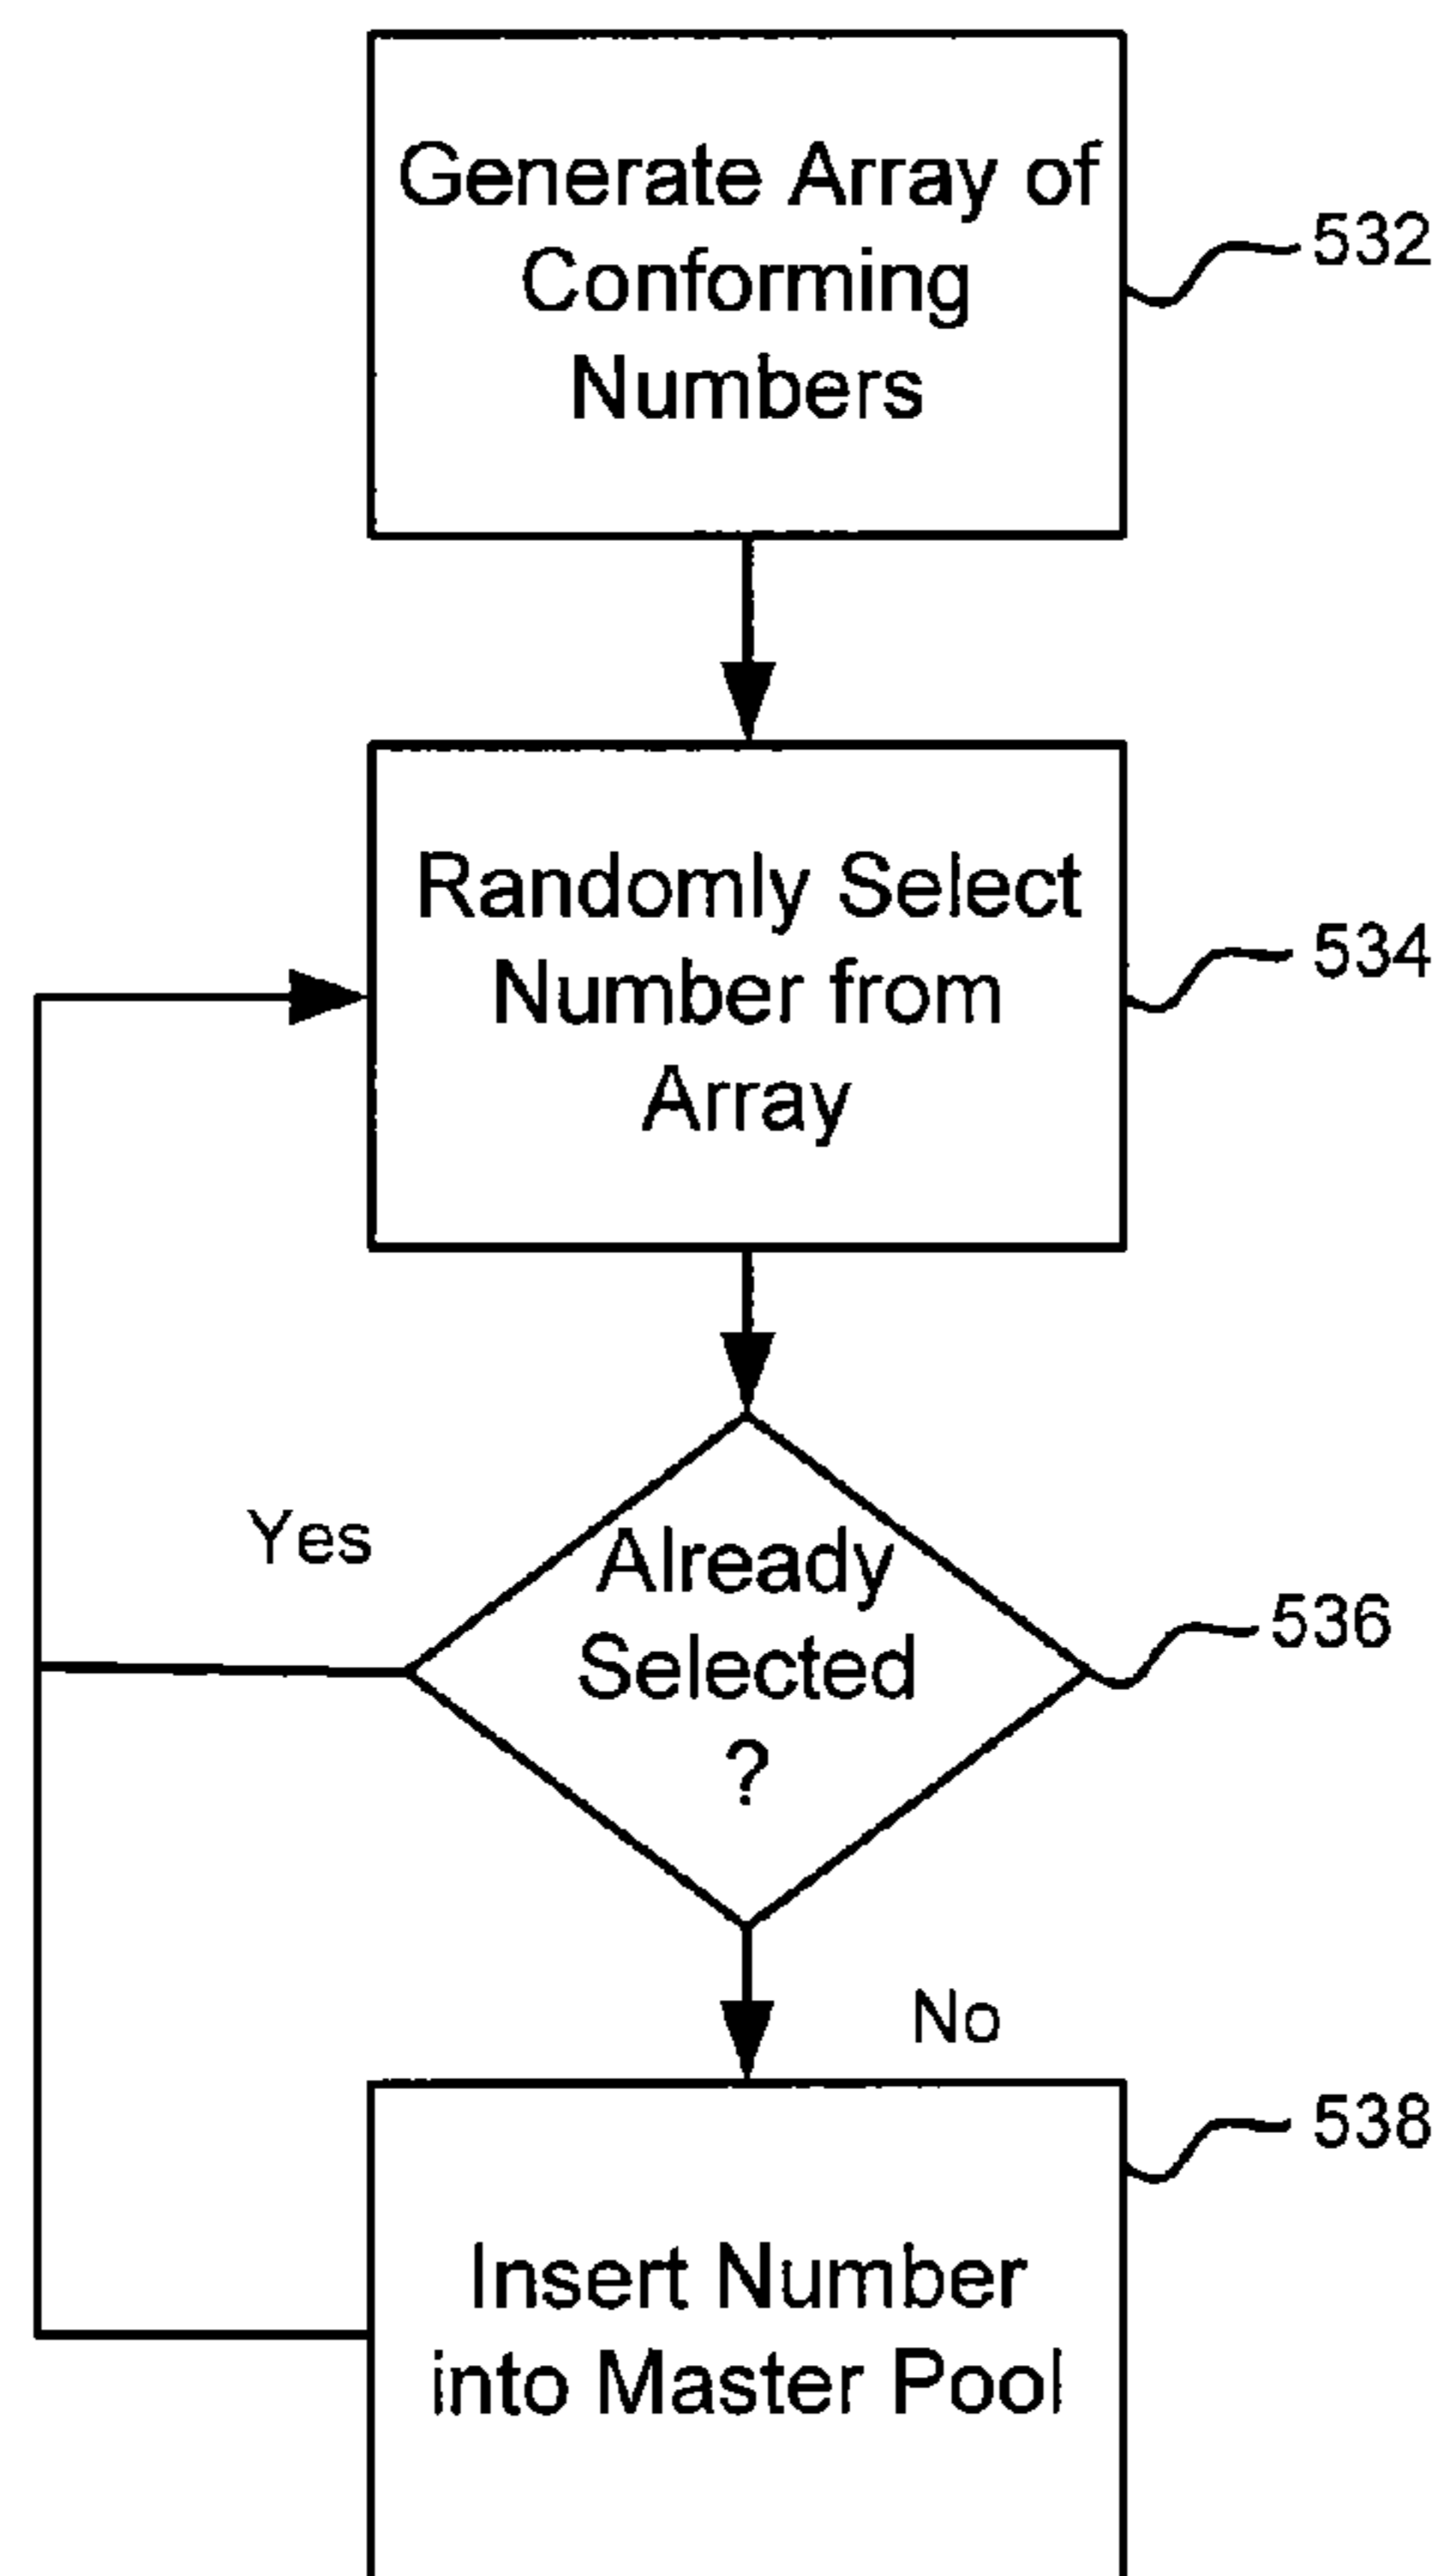 Generate Array of
Conforming
Numbers
532
Randomly Select
Number from
Array
534
Yes
Already
Selected
?
536
No
538
Insert Number
into Master Pool